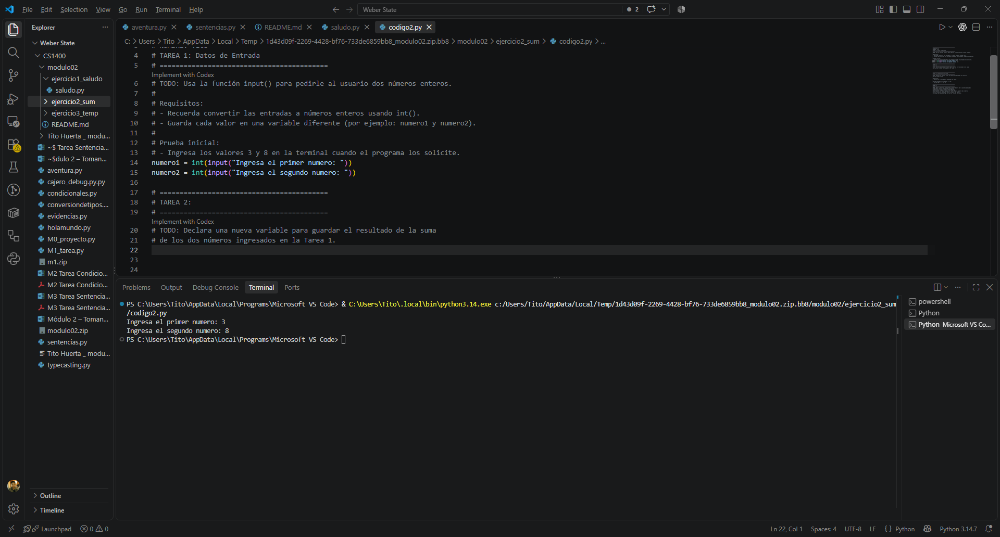 File Edit Selection View Go Run Terminal Help
Weber State
2
Explorer
aventura.py
sentencias.py
README.md
saludo.py
codigo2.py
C: > Users > Tito > AppData > Local > Temp > 1d43d09f-2269-4428-bf76-733de6859bb8_modulo02.zip.bb8 > modulo02 > ejercicio2_sum > codigo2.py > ...
Weber State
CS1400
modulo02
ejercicio1_saludo
saludo.py
ejercicio2_sum
ejercicio3_temp
README.md
Tito Huerta _ modu...
~$ Tarea Sentencia...
~$dulo 2 – Toman...
aventura.py
cajero_debug.py.py
condicionales.py
conversiondetipos....
evidencias.py
holamundo.py
M0_proyecto.py
M1_tarea.py
m1.zip
M2 Tarea Condicio...
M2 Tarea Condicio...
M3 Tarea Sentencia...
M3 Tarea Sentencia...
Módulo 2 – Toman...
modulo02.zip
sentencias.py
Tito Huerta _ modu...
typecasting.py
Outline
Timeline
4 # TAREA 1: Datos de Entrada
5 # ==========================================
Implement with Codex
6 # TODO: Usa la función input() para pedirle al usuario dos números enteros.
7 #
8 # Requisitos:
9 # - Recuerda convertir las entradas a números enteros usando int().
10 # - Guarda cada valor en una variable diferente (por ejemplo: numero1 y numero2).
11 #
12 # Prueba inicial:
13 # - Ingresa los valores 3 y 8 en la terminal cuando el programa los solicite.
14 numero1 = int(input("Ingresa el primer numero: "))
15 numero2 = int(input("Ingresa el segundo numero: "))
16
17 # ==========================================
18 # TAREA 2:
19 # ==========================================
Implement with Codex
20 # TODO: Declara una nueva variable para guardar el resultado de la suma
21 # de los dos números ingresados en la Tarea 1.
22
23
24
Problems Output Debug Console Terminal Ports
PS C:\Users\Tito\AppData\Local\Programs\Microsoft VS Code> & C:\Users\Tito\.local\bin\python3.14.exe c:/Users/Tito/AppData/Local/Temp/1d43d09f-2269-4428-bf76-733de6859bb8_modulo02.zip.bb8/modulo02/ejercicio2_sum
/codigo2.py
Ingresa el primer numero: 3
Ingresa el segundo numero: 8
PS C:\Users\Tito\AppData\Local\Programs\Microsoft VS Code>
powershell
Python
Python Microsoft VS Co...
Launchpad 0 0
Ln 22, Col 1 Spaces: 4 UTF-8 LF { } Python Python 3.14.7